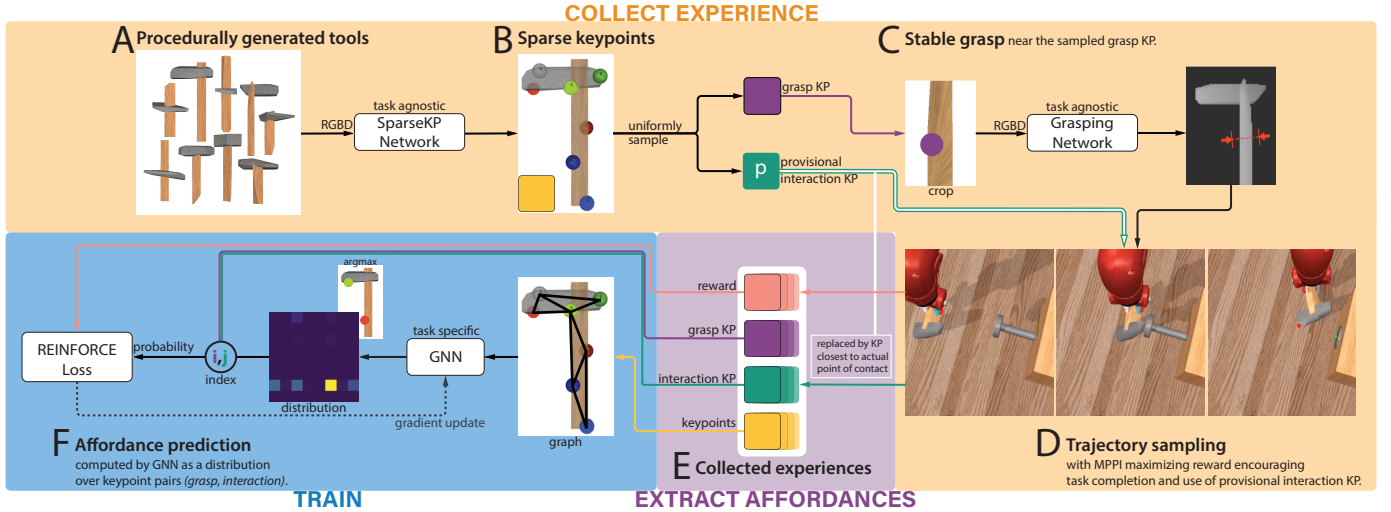 COLLECT EXPERIENCE
A Procedurally generated tools
RGBD
task agnostic
SparseKP
Network
B Sparse keypoints
uniformly
sample
grasp KP
p
provisional
interaction KP
C Stable grasp near the sampled grasp KP.
crop
RGBD
task agnostic
Grasping
Network
reward
grasp KP
interaction KP
keypoints
replaced by KP
closest to actual
point of contact
D Trajectory sampling
with MPPI maximizing reward encouraging
task completion and use of provisional interaction KP.
E Collected experiences
EXTRACT AFFORDANCES
argmax
REINFORCE
Loss
probability
i,j
index
distribution
task specific
GNN
graph
gradient update
F Affordance prediction
computed by GNN as a distribution
over keypoint pairs (grasp, interaction).
TRAIN